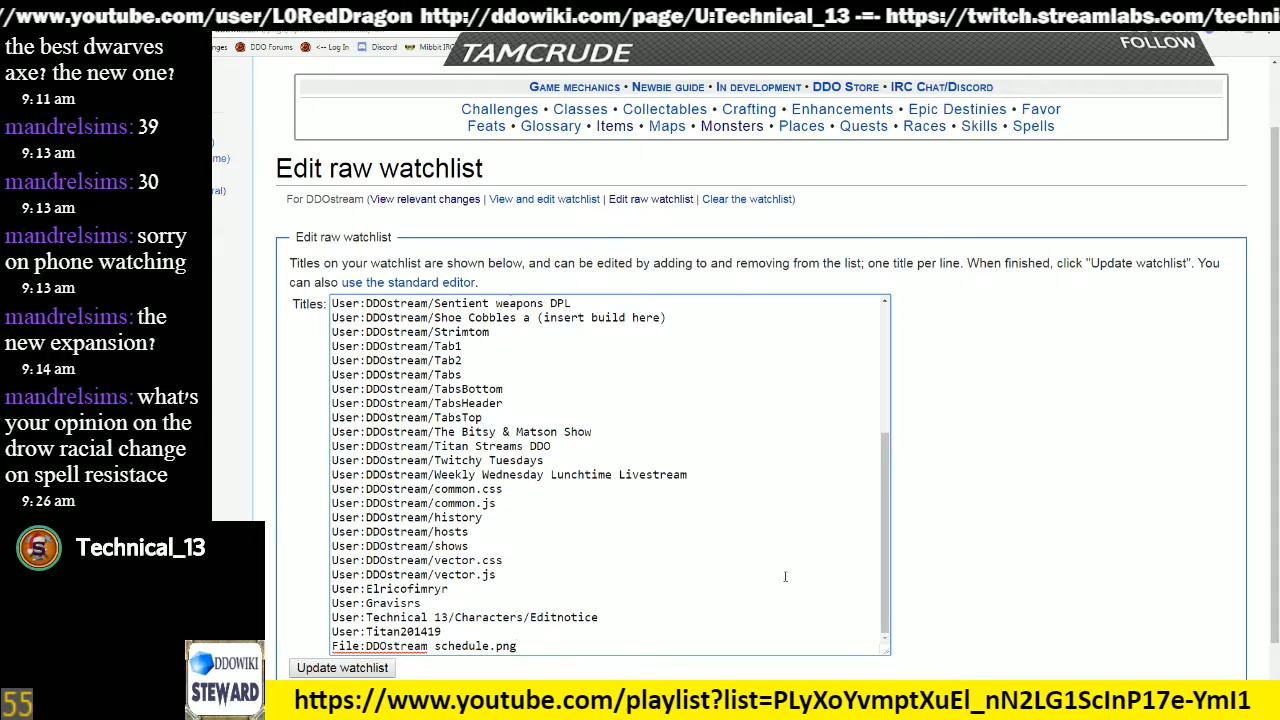 /www.youtube.com/user/L0RedDragon http://ddowiki.com/page/U:Technical_13 -=- https://twitch.streamlabs.com/techni
the best dwarves
axe? the new one?
9:11 am
mandrelsims: 39
9:13 am
mandrelsims: 30
9:13 am
mandrelsims: sorry
on phone watching
9:13 am
mandrelsims: the
new expansion?
9:14 am
mandrelsims: what's
your opinion on the
drow racial change
on spell resistace
9:26 am
Technical_13
DDOWIKI
STEWARD
55
nges DDO Forums <-- Log In Discord Mibbit IR
TAMCRUDE
FOLLOW
GAME MECHANICS • NEWBIE GUIDE • IN DEVELOPMENT • DDO STORE • IRC CHAT/DISCORD
Challenges • Classes • Collectables • Crafting • Enhancements • Epic Destinies • Favor
Feats • Glossary • Items • Maps • Monsters • Places • Quests • Races • Skills • Spells
)
me)
ral)
Edit raw watchlist
For DDOstream (View relevant changes | View and edit watchlist | Edit raw watchlist | Clear the watchlist)
Edit raw watchlist
Titles on your watchlist are shown below, and can be edited by adding to and removing from the list; one title per line. When finished, click "Update watchlist". You
can also use the standard editor.
Titles:
User:DDOstream/Sentient weapons DPL
User:DDOstream/Shoe Cobbles a (insert build here)
User:DDOstream/Strimtom
User:DDOstream/Tab1
User:DDOstream/Tab2
User:DDOstream/Tabs
User:DDOstream/TabsBottom
User:DDOstream/TabsHeader
User:DDOstream/TabsTop
User:DDOstream/The Bitsy & Matson Show
User:DDOstream/Titan Streams DDO
User:DDOstream/Twitchy Tuesdays
User:DDOstream/Weekly Wednesday Lunchtime Livestream
User:DDOstream/common.css
User:DDOstream/common.js
User:DDOstream/history
User:DDOstream/hosts
User:DDOstream/shows
User:DDOstream/vector.css
User:DDOstream/vector.js
User:Elricofimryr
User:Gravisrs
User:Technical 13/Characters/Editnotice
User:Titan201419
File:DDOstream schedule.png
Update watchlist
https://www.youtube.com/playlist?list=PLyXoYvmptXuEl_nN2LG1ScInP17e-YmI1